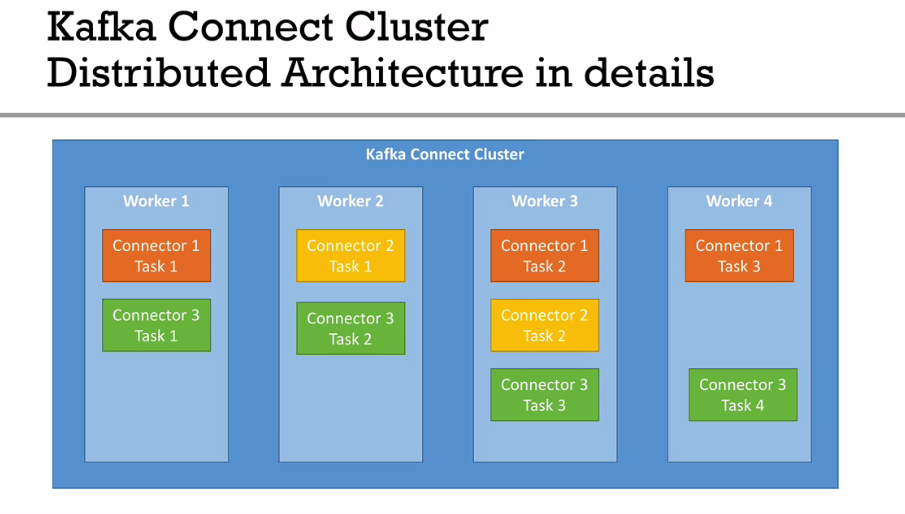 Kafka Connect Cluster
Distributed Architecture in details
Kafka Connect Cluster
Worker 1
Connector 1
Task 1
Connector 3
Task 1
Worker 2
Connector 2
Task 1
Connector 3
Task 2
Worker 3
Connector 1
Task 2
Connector 2
Task 2
Connector 3
Task 3
Worker 4
Connector 1
Task 3
Connector 3
Task 4